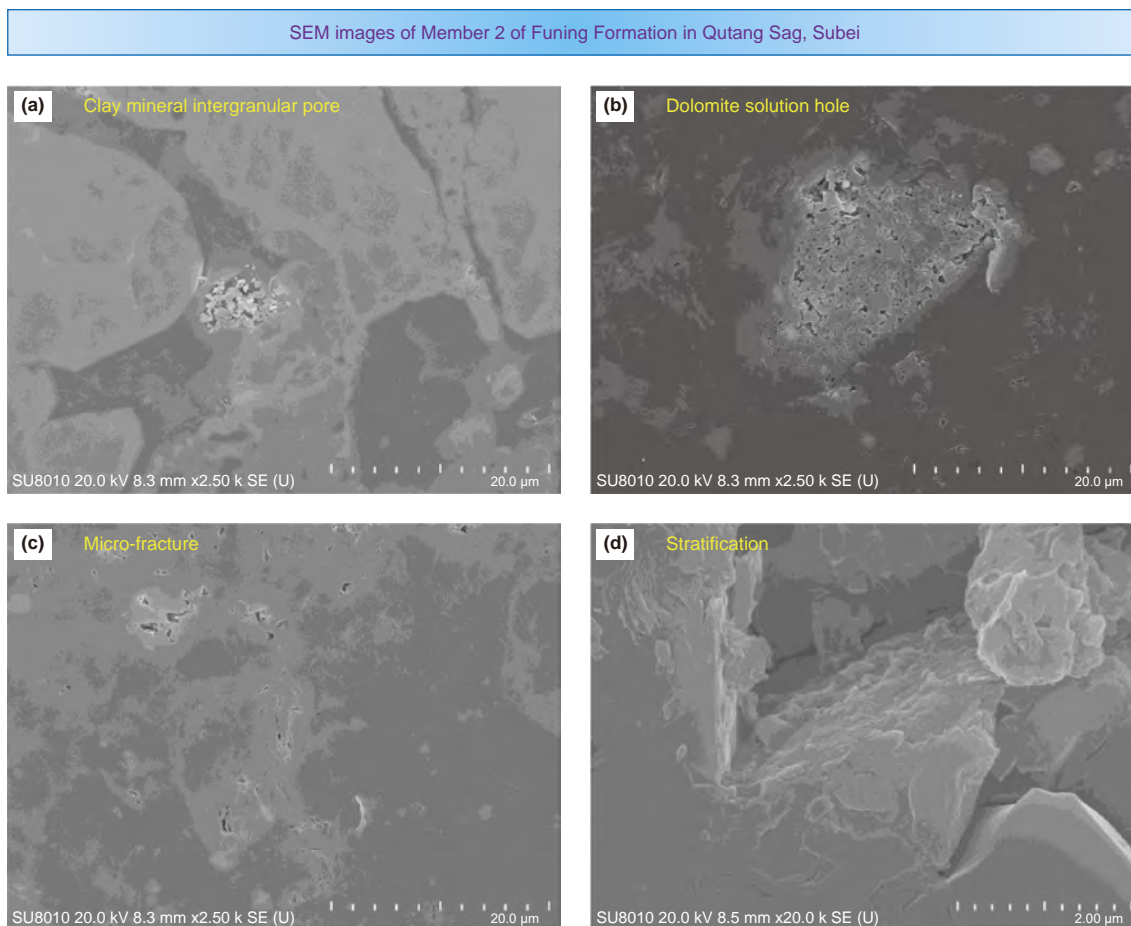 SEM images of Member 2 of Funing Formation in Qutang Sag, Subei
(a) Clay mineral intergranular pore
SU8010 20.0 kV 8.3 mm x2.50 k SE (U) 20.0 µm
(b) Dolomite solution hole
SU8010 20.0 kV 8.3 mm x2.50 k SE (U) 20.0 µm
(c) Micro-fracture
SU8010 20.0 kV 8.3 mm x2.50 k SE (U) 20.0 µm
(d) Stratification
SU8010 20.0 kV 8.5 mm x20.0 k SE (U) 2.00 µm